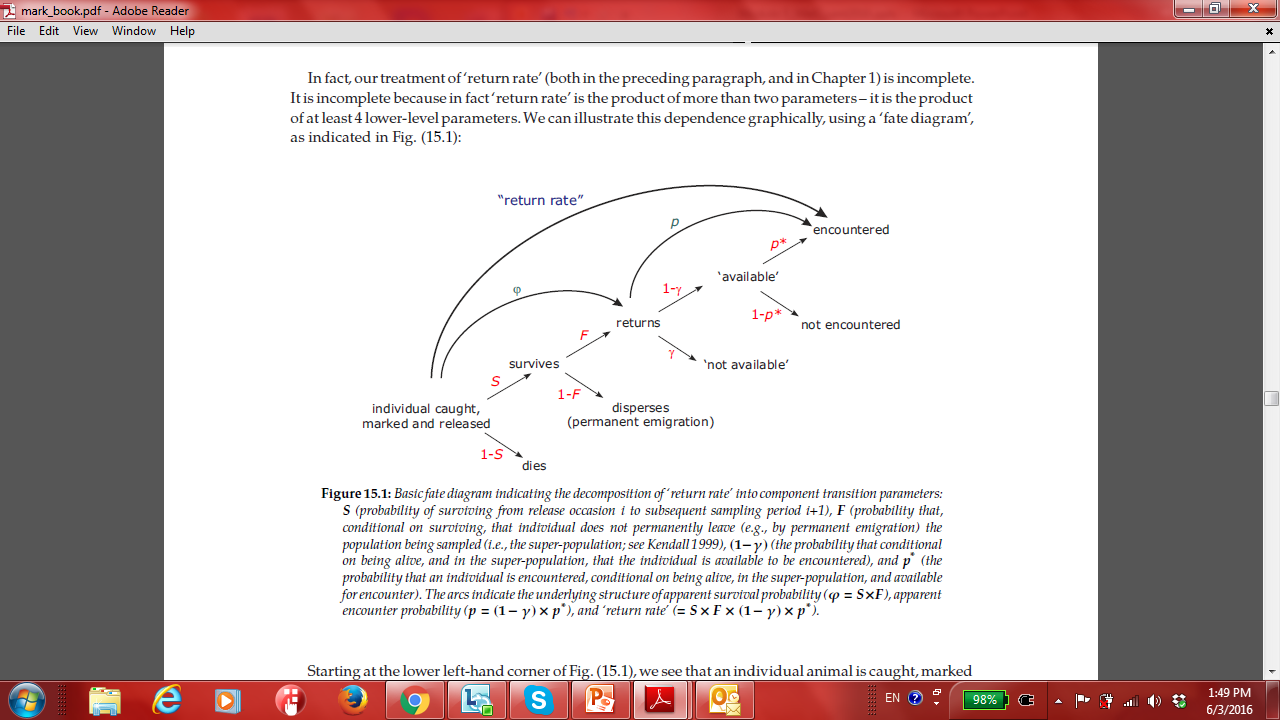 mark_book.pdf - Adobe Reader
File Edit View Window Help
In fact, our treatment of ‘return rate’ (both in the preceding paragraph, and in Chapter 1) is incomplete.
It is incomplete because in fact ‘return rate’ is the product of more than two parameters – it is the product
of at least 4 lower-level parameters. We can illustrate this dependence graphically, using a ‘fate diagram’,
as indicated in Fig. (15.1):
“return rate”
p
encountered
p*
‘available’
φ
1-γ
1-p*
returns
not encountered
F
γ
survives
‘not available’
S
1-F
individual caught,
marked and released
disperses
(permanent emigration)
1-S
dies
Figure 15.1: Basic fate diagram indicating the decomposition of ‘return rate’ into component transition parameters:
S (probability of surviving from release occasion i to subsequent sampling period i+1), F (probability that,
conditional on surviving, that individual does not permanently leave (e.g., by permanent emigration) the
population being sampled (i.e., the super-population; see Kendall 1999), (1−γ) (the probability that conditional
on being alive, and in the super-population, that the individual is available to be encountered), and p* (the
probability that an individual is encountered, conditional on being alive, in the super-population, and available
for encounter). The arcs indicate the underlying structure of apparent survival probability (φ = S×F), apparent
encounter probability (p = (1 − γ) × p*), and ‘return rate’ (= S × F × (1 − γ) × p*).
Starting at the lower left-hand corner of Fig. (15.1), we see that an individual animal is caught, marked
EN 98% 1:49 PM
6/3/2016